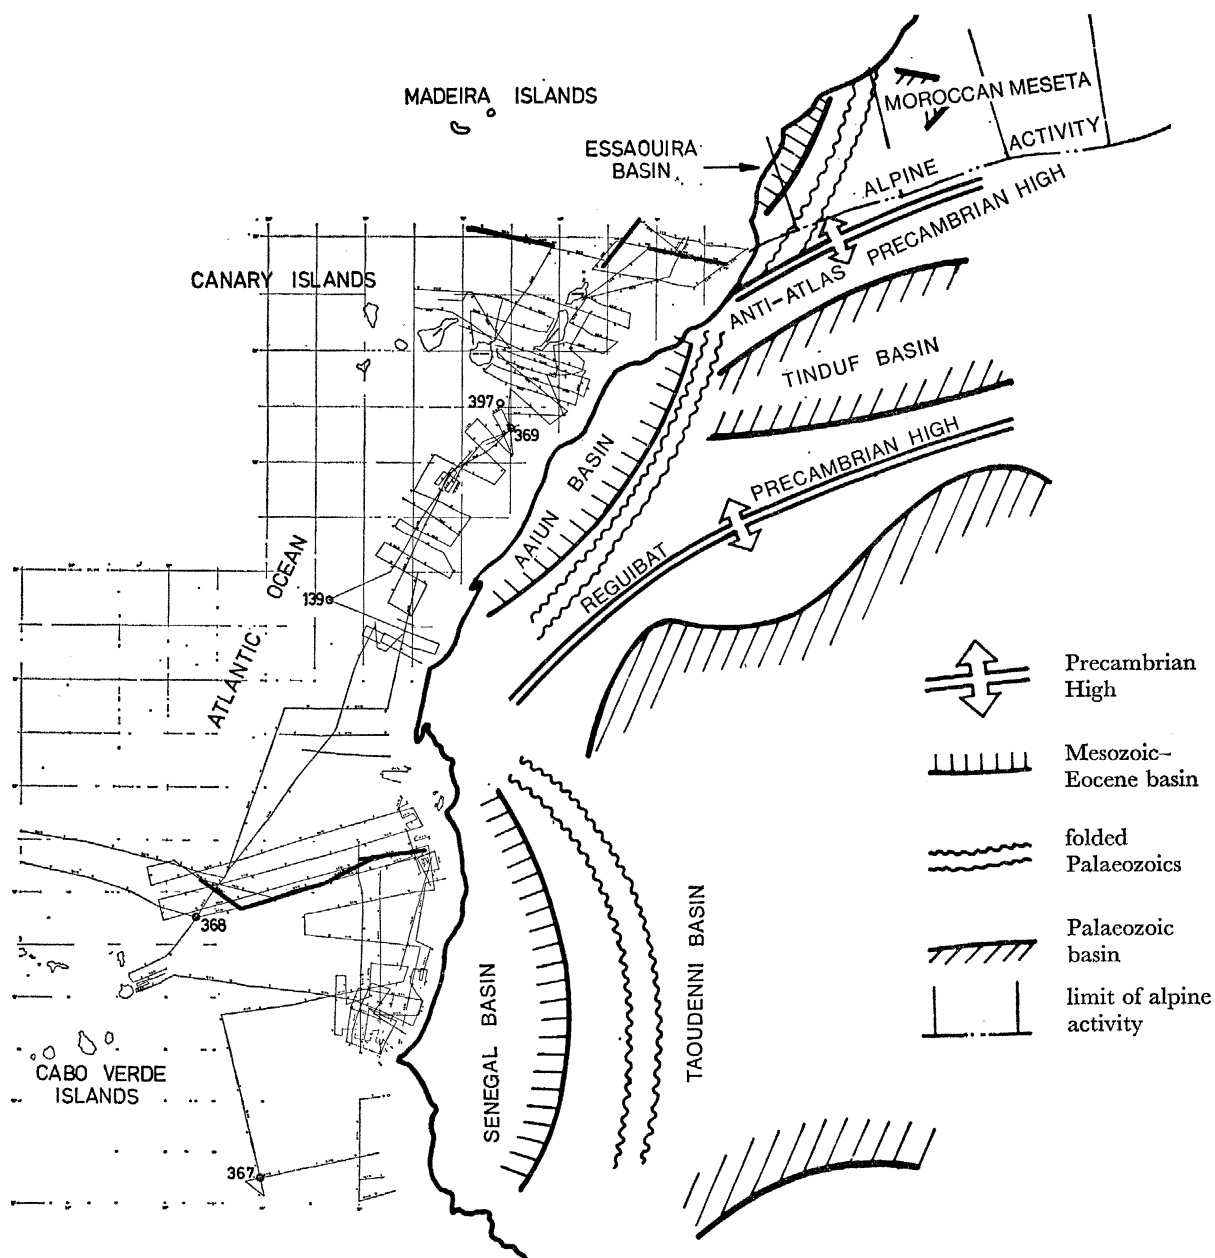 MADEIRA ISLANDS
MOROCCAN MESETA
ESSAOUIRA
BASIN
ALPINE
ACTIVITY
CANARY ISLANDS
ANTI-ATLAS PRECAMBRIAN HIGH
TINDUF BASIN
397
369
AAIUN BASIN
REGUIBAT PRECAMBRIAN HIGH
139
ATLANTIC OCEAN
368
SENEGAL BASIN
TAOUDENNI BASIN
CABO VERDE
ISLANDS
367
Precambrian
High
Mesozoic–
Eocene basin
folded
Palaeozoics
Palaeozoic
basin
limit of alpine
activity